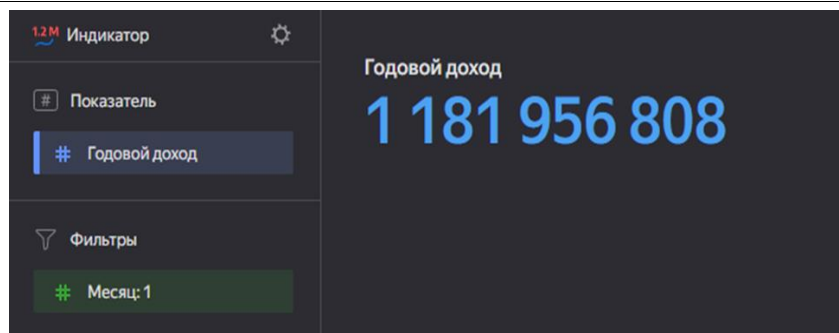 1.2M Индикатор
# Показатель
# Годовой доход
Фильтры
# Месяц: 1
Годовой доход
1 181 956 808